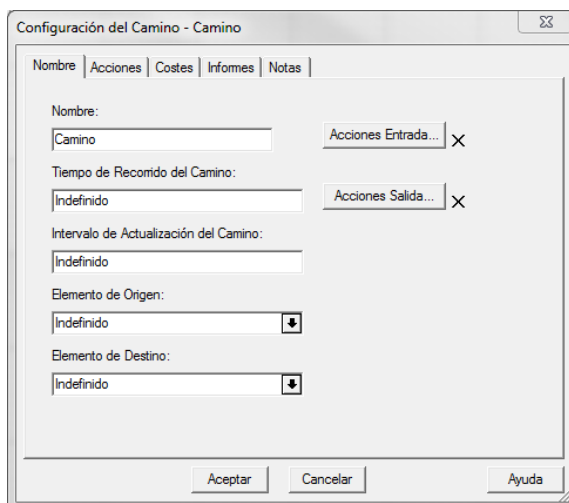 Configuración del Camino - Camino
Nombre Acciones Costes Informes Notas
Nombre:
Camino
Acciones Entrada...
Tiempo de Recorrido del Camino:
Indefinido
Acciones Salida...
Intervalo de Actualización del Camino:
Indefinido
Elemento de Origen:
Indefinido
Elemento de Destino:
Indefinido
Aceptar Cancelar Ayuda